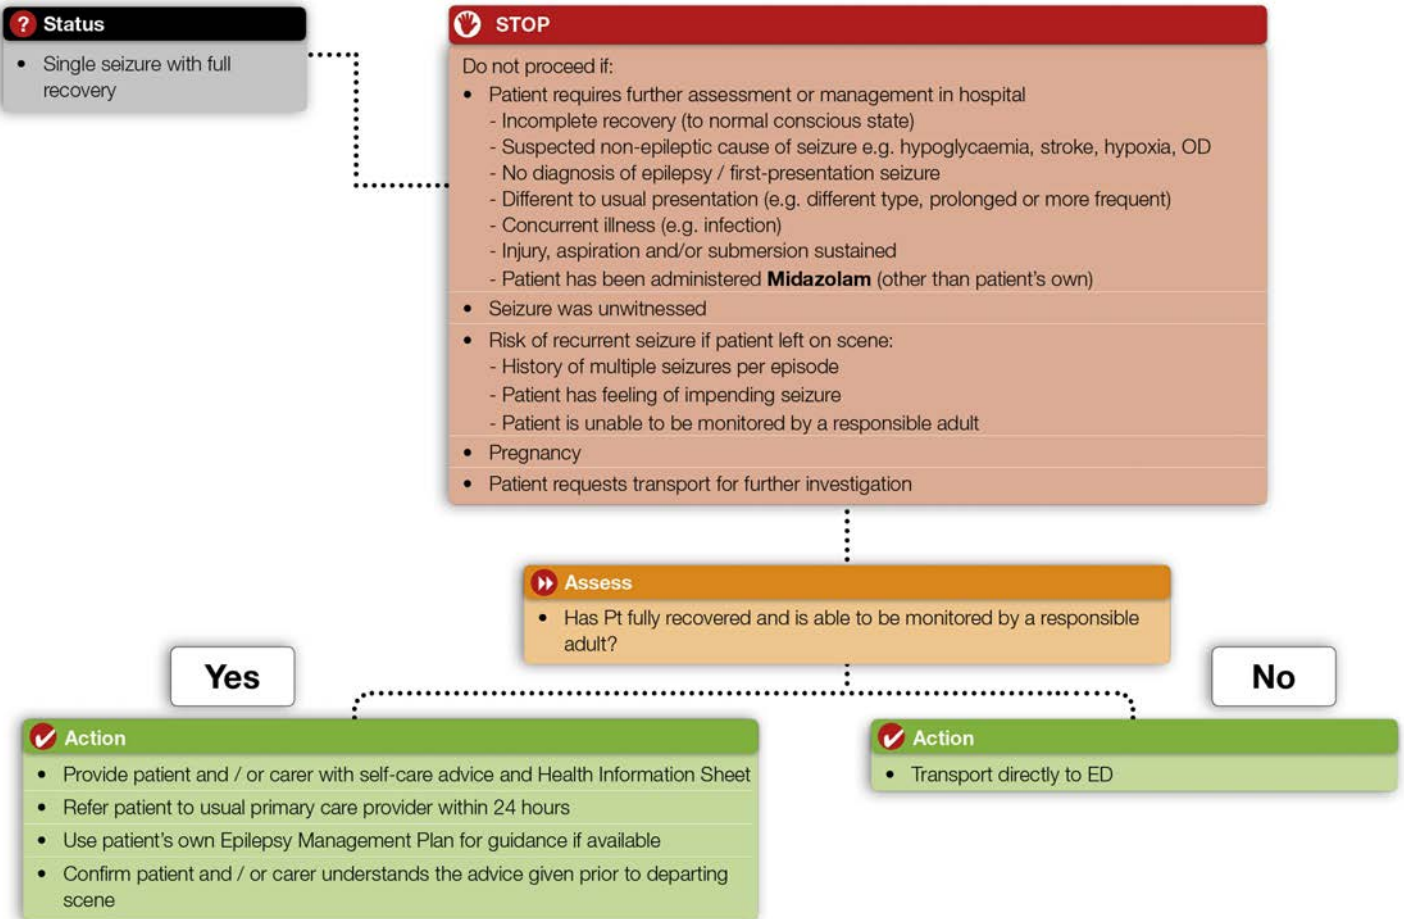 Status
• Single seizure with full
recovery
STOP
Do not proceed if:
• Patient requires further assessment or management in hospital
- Incomplete recovery (to normal conscious state)
- Suspected non-epileptic cause of seizure e.g. hypoglycaemia, stroke, hypoxia, OD
- No diagnosis of epilepsy / first-presentation seizure
- Different to usual presentation (e.g. different type, prolonged or more frequent)
- Concurrent illness (e.g. infection)
- Injury, aspiration and/or submersion sustained
- Patient has been administered Midazolam (other than patient's own)
• Seizure was unwitnessed
• Risk of recurrent seizure if patient left on scene:
- History of multiple seizures per episode
- Patient has feeling of impending seizure
- Patient is unable to be monitored by a responsible adult
• Pregnancy
• Patient requests transport for further investigation
Assess
• Has Pt fully recovered and is able to be monitored by a responsible
adult?
Yes
Action
• Provide patient and / or carer with self-care advice and Health Information Sheet
• Refer patient to usual primary care provider within 24 hours
• Use patient's own Epilepsy Management Plan for guidance if available
• Confirm patient and / or carer understands the advice given prior to departing
scene
No
Action
• Transport directly to ED